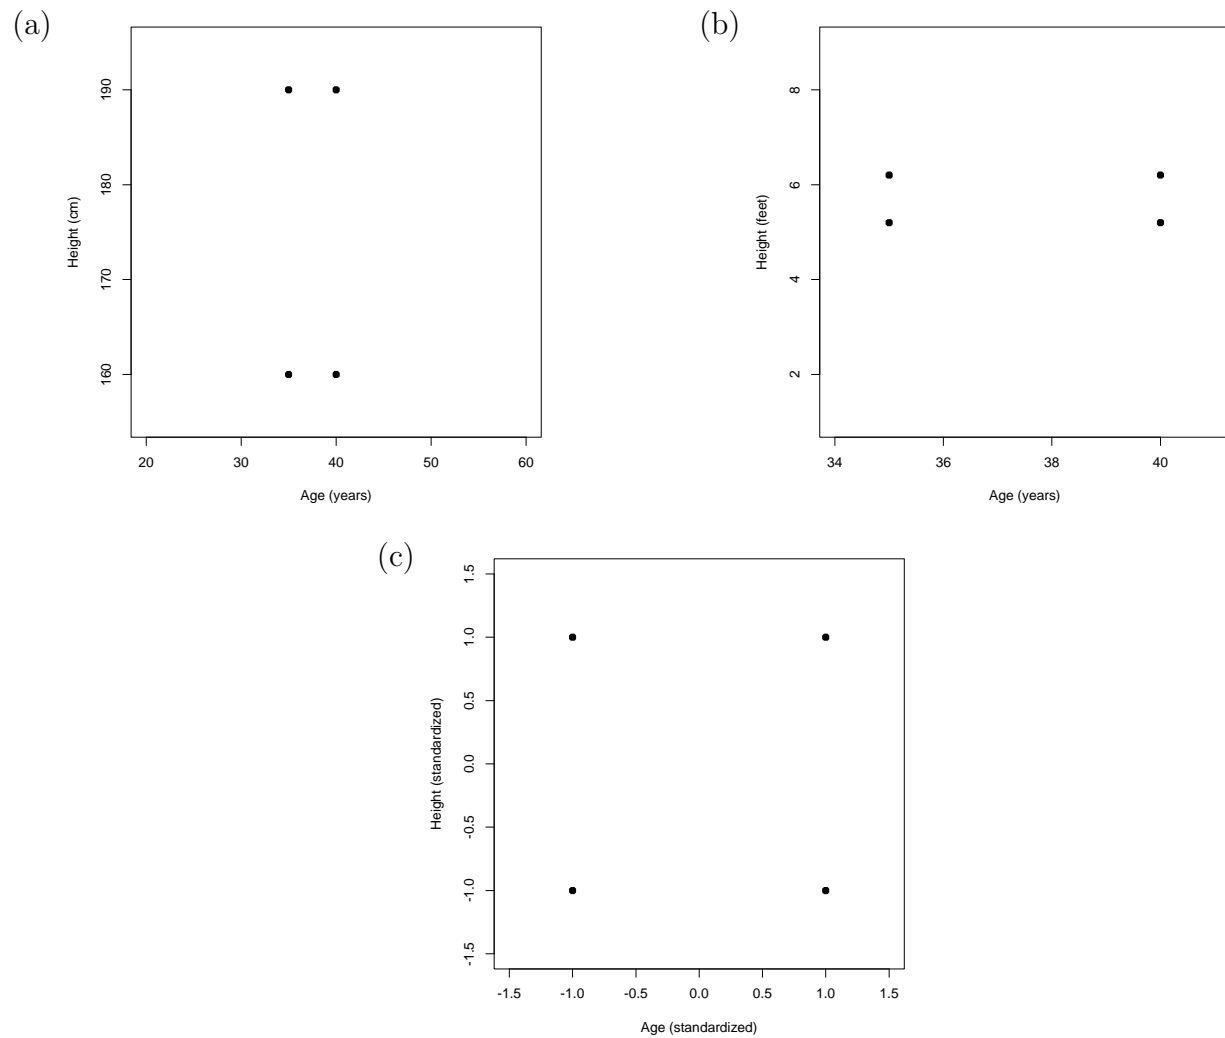 (a)
190
180
170
160
Height (cm)
20 30 40 50 60
Age (years)
(b)
8
6
4
2
Height (feet)
34 36 38 40
Age (years)
(c)
1.5
1.0
0.5
0.0
-0.5
-1.0
-1.5
Height (standardized)
-1.5 -1.0 -0.5 0.0 0.5 1.0 1.5
Age (standardized)